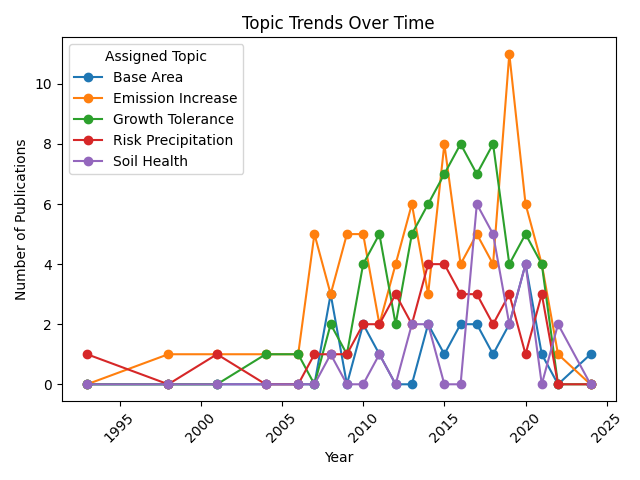 Topic Trends Over Time
Assigned Topic
Base Area
Emission Increase
Growth Tolerance
Risk Precipitation
Soil Health
Number of Publications
10
8
6
4
2
0
1995
2000
2005
2010
2015
2020
2025
Year